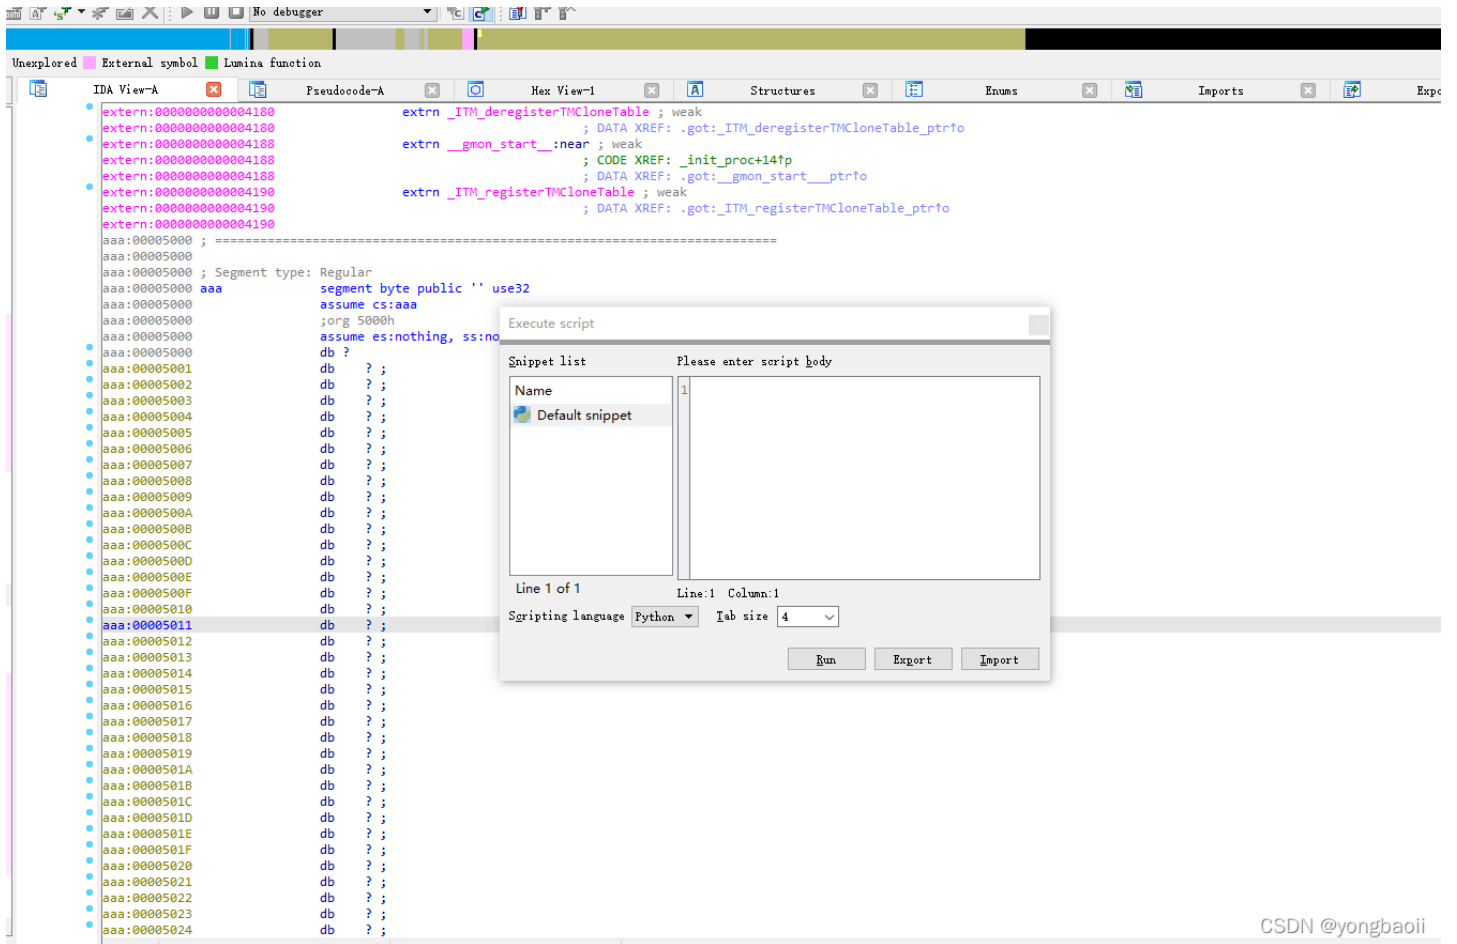 No debugger
Unexplored External symbol Lumina function
IDA View-A Pseudocode-A Hex View-1 Structures Enums Imports Expo
extern:0000000000004180 extrn _ITM_deregisterTMCloneTable ; weak
extern:0000000000004180 ; DATA XREF: .got:_ITM_deregisterTMCloneTable_ptr↑o
extern:0000000000004188 extrn __gmon_start__:near ; weak
extern:0000000000004188 ; CODE XREF: _init_proc+14↑p
extern:0000000000004188 ; DATA XREF: .got:__gmon_start___ptr↑o
extern:0000000000004190 extrn _ITM_registerTMCloneTable ; weak
extern:0000000000004190 ; DATA XREF: .got:_ITM_registerTMCloneTable_ptr↑o
extern:0000000000004190
aaa:00005000 ; ===========================================================================
aaa:00005000
aaa:00005000 ; Segment type: Regular
aaa:00005000 aaa segment byte public '' use32
aaa:00005000 assume cs:aaa
aaa:00005000 ;org 5000h
aaa:00005000 assume es:nothing, ss:no
aaa:00005000 db ?
aaa:00005001 db ? ;
aaa:00005002 db ? ;
aaa:00005003 db ? ;
aaa:00005004 db ? ;
aaa:00005005 db ? ;
aaa:00005006 db ? ;
aaa:00005007 db ? ;
aaa:00005008 db ? ;
aaa:00005009 db ? ;
aaa:0000500A db ? ;
aaa:0000500B db ? ;
aaa:0000500C db ? ;
aaa:0000500D db ? ;
aaa:0000500E db ? ;
aaa:0000500F db ? ;
aaa:00005010 db ? ;
aaa:00005011 db ? ;
aaa:00005012 db ? ;
aaa:00005013 db ? ;
aaa:00005014 db ? ;
aaa:00005015 db ? ;
aaa:00005016 db ? ;
aaa:00005017 db ? ;
aaa:00005018 db ? ;
aaa:00005019 db ? ;
aaa:0000501A db ? ;
aaa:0000501B db ? ;
aaa:0000501C db ? ;
aaa:0000501D db ? ;
aaa:0000501E db ? ;
aaa:0000501F db ? ;
aaa:00005020 db ? ;
aaa:00005021 db ? ;
aaa:00005022 db ? ;
aaa:00005023 db ? ;
aaa:00005024 db ? ;
Execute script
Snippet list Please enter script body
Name
1
Default snippet
Line 1 of 1
Line:1 Column:1
Scripting language Python Tab size 4
Run Export Import
CSDN @yongbaoii